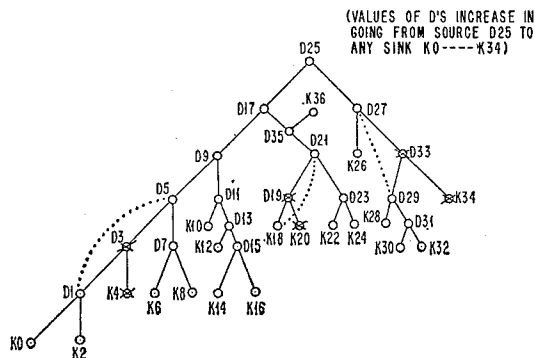 (VALUES OF D'S INCREASE IN
GOING FROM SOURCE D25 TO
ANY SINK K0----K34)
D25
K36
D17
D27
D35
D21
D9
K26
D33
D5
D11
D19
D23
D29
K34
K10
D13
K18
K20
K22
K24
K28
D31
D3
D7
K12
D15
K30
K32
D1
K4
K6
K8
K14
K16
K0
K2